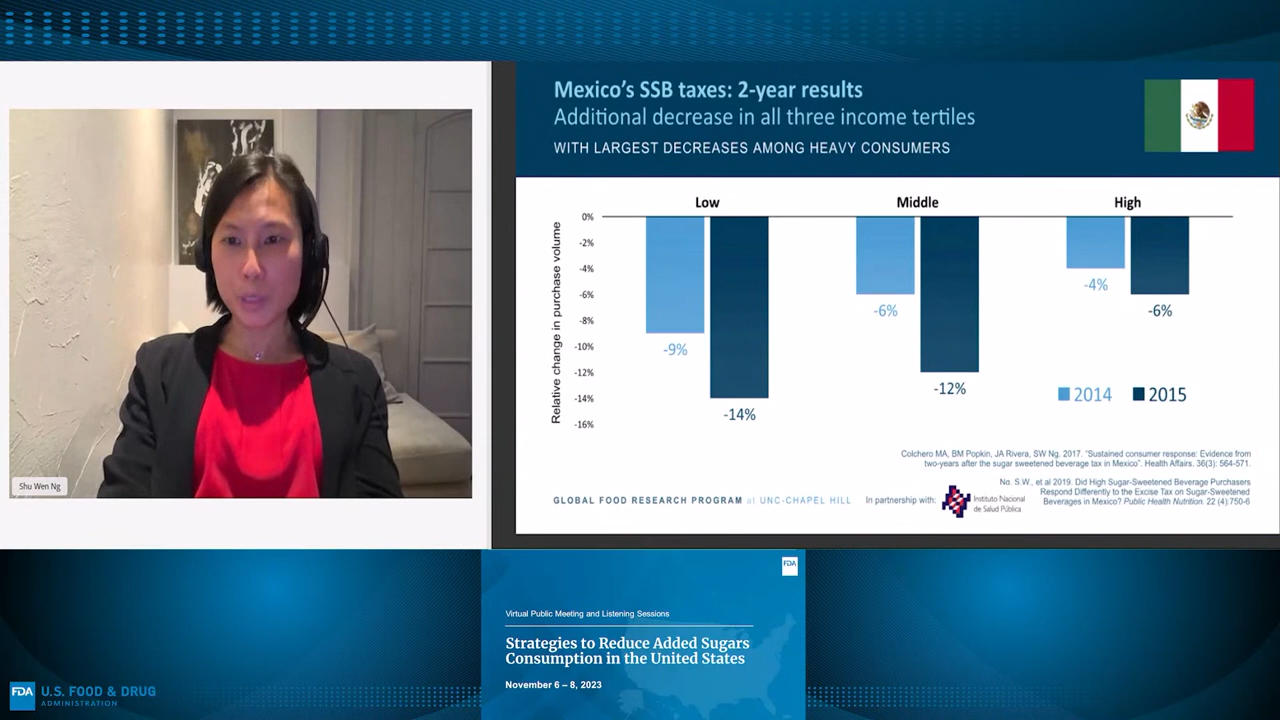 Mexico's SSB taxes: 2-year results
Additional decrease in all three income tertiles
WITH LARGEST DECREASES AMONG HEAVY CONSUMERS
Low
Middle
High
Relative change in purchase volume
0%
-2%
-4%
-6%
-8%
-10%
-12%
-14%
-16%
-9%
-14%
-6%
-12%
-4%
-6%
2014
2015
Colchero MA, BM Popkin, JA Rivera, SW Ng. 2017. "Sustained consumer response: Evidence from
two-years after the sugar sweetened beverage tax in Mexico". Health Affairs. 36(3): 564-571.
No. S.W., et al 2019. Did High Sugar-Sweetened Beverage Purchasers
Respond Differently to the Excise Tax on Sugar-Sweetened
Beverages in Mexico? Public Health Nutrition. 22 (4):750-6
GLOBAL FOOD RESEARCH PROGRAM at UNC-CHAPEL HILL
In partnership with:
Instituto Nacional
de Salud Pública
Shu Wen Ng
FDA
Virtual Public Meeting and Listening Sessions
Strategies to Reduce Added Sugars
Consumption in the United States
November 6 – 8, 2023
FDA
U.S. FOOD & DRUG
ADMINISTRATION